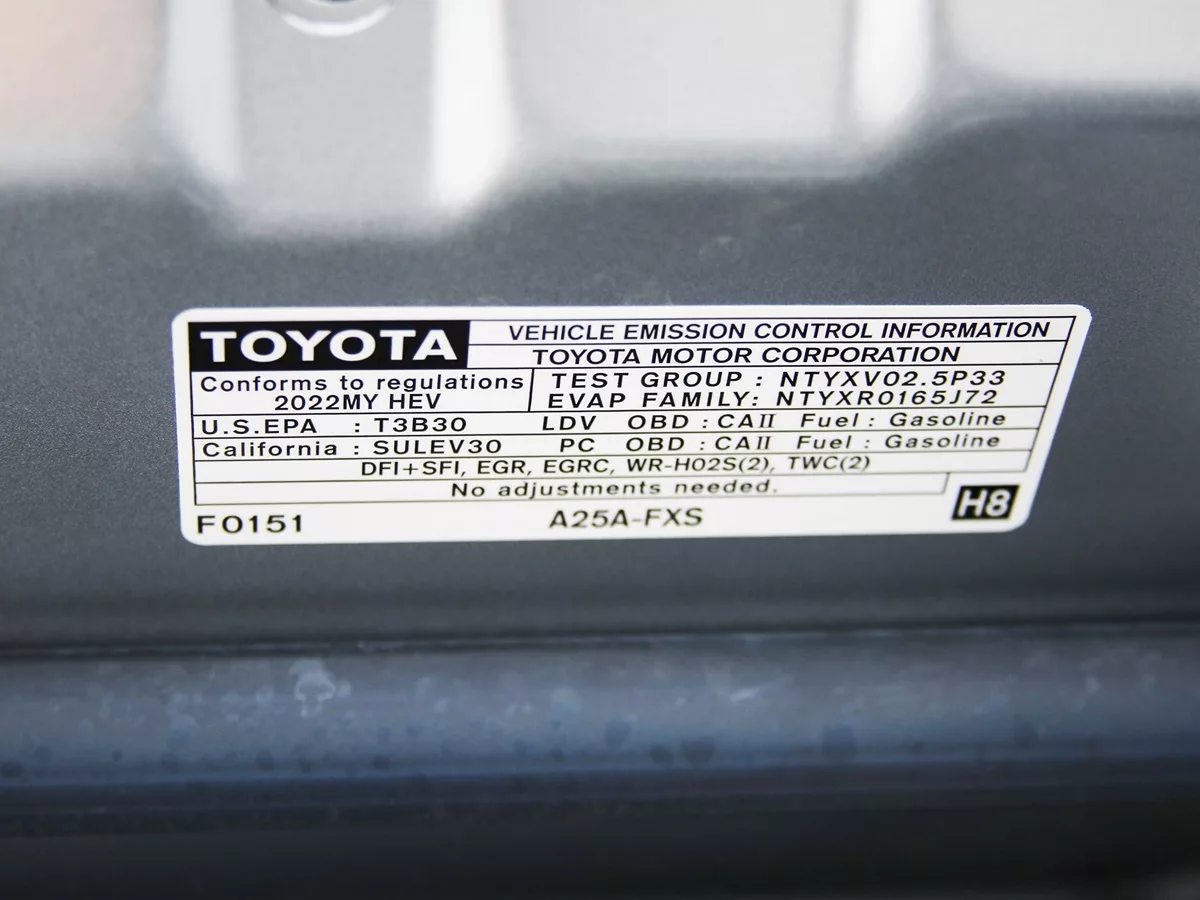 TOYOTA
VEHICLE EMISSION CONTROL INFORMATION
TOYOTA MOTOR CORPORATION
Conforms to regulations
2022MY HEV
TEST GROUP : NTYXV02.5P33
EVAP FAMILY: NTYXR0165J72
U.S.EPA : T3B30 LDV OBD : CAII Fuel : Gasoline
California : SULEV30 PC OBD : CAII Fuel : Gasoline
DFI+SFI, EGR, EGRC, WR-HO2S(2), TWC(2)
No adjustments needed.
F0151 A25A-FXS H8